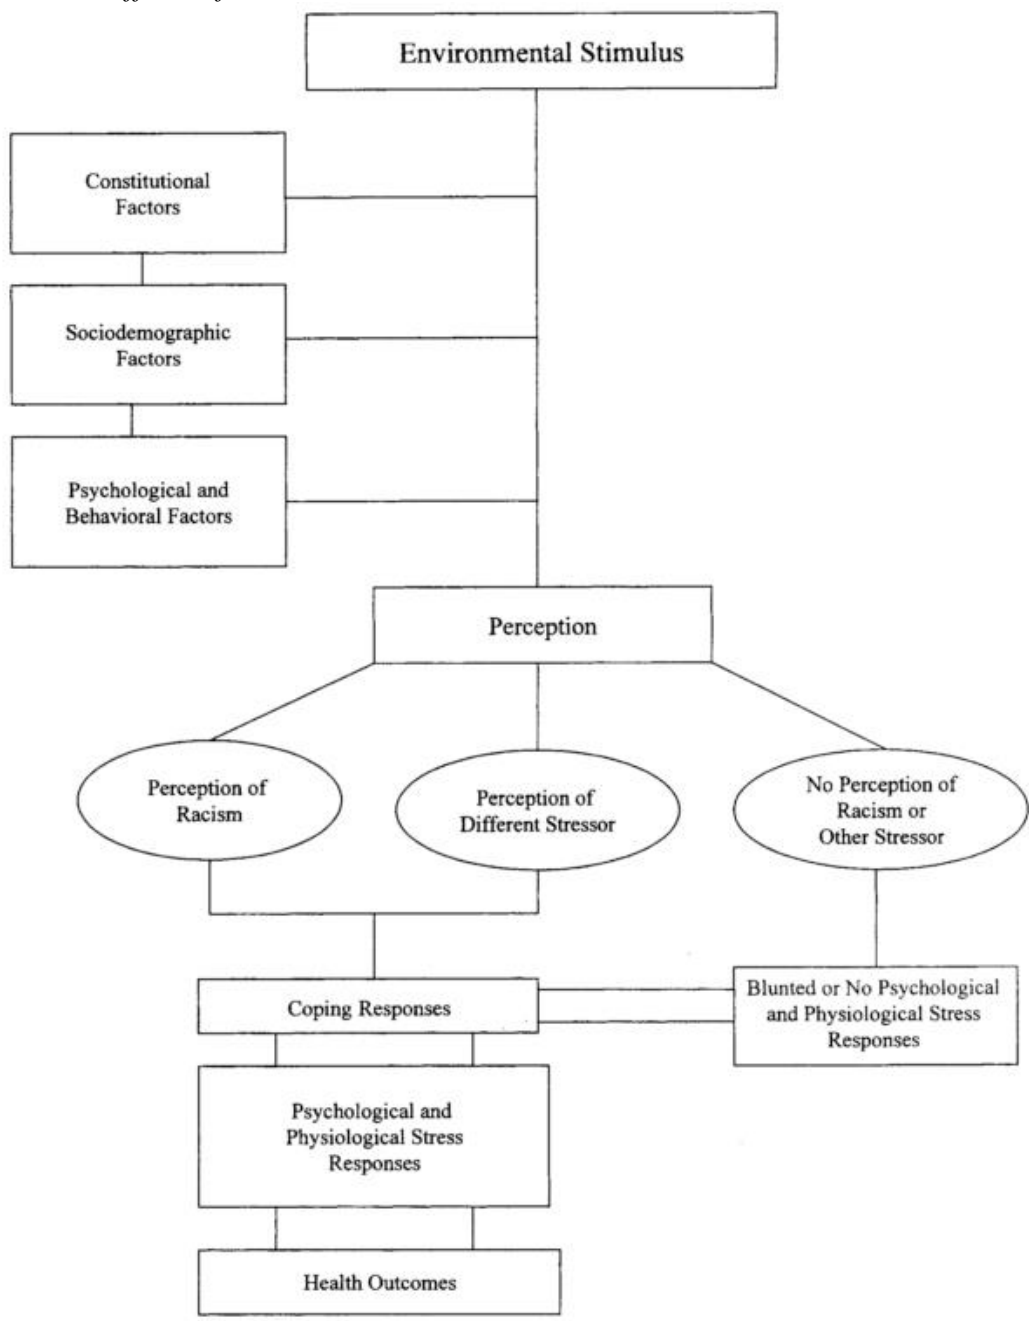 Environmental Stimulus
Constitutional
Factors
Sociodemographic
Factors
Psychological and
Behavioral Factors
Perception
Perception of
Racism
Perception of
Different Stressor
No Perception of
Racism or
Other Stressor
Coping Responses
Blunted or No Psychological
and Physiological Stress
Responses
Psychological and
Physiological Stress
Responses
Health Outcomes